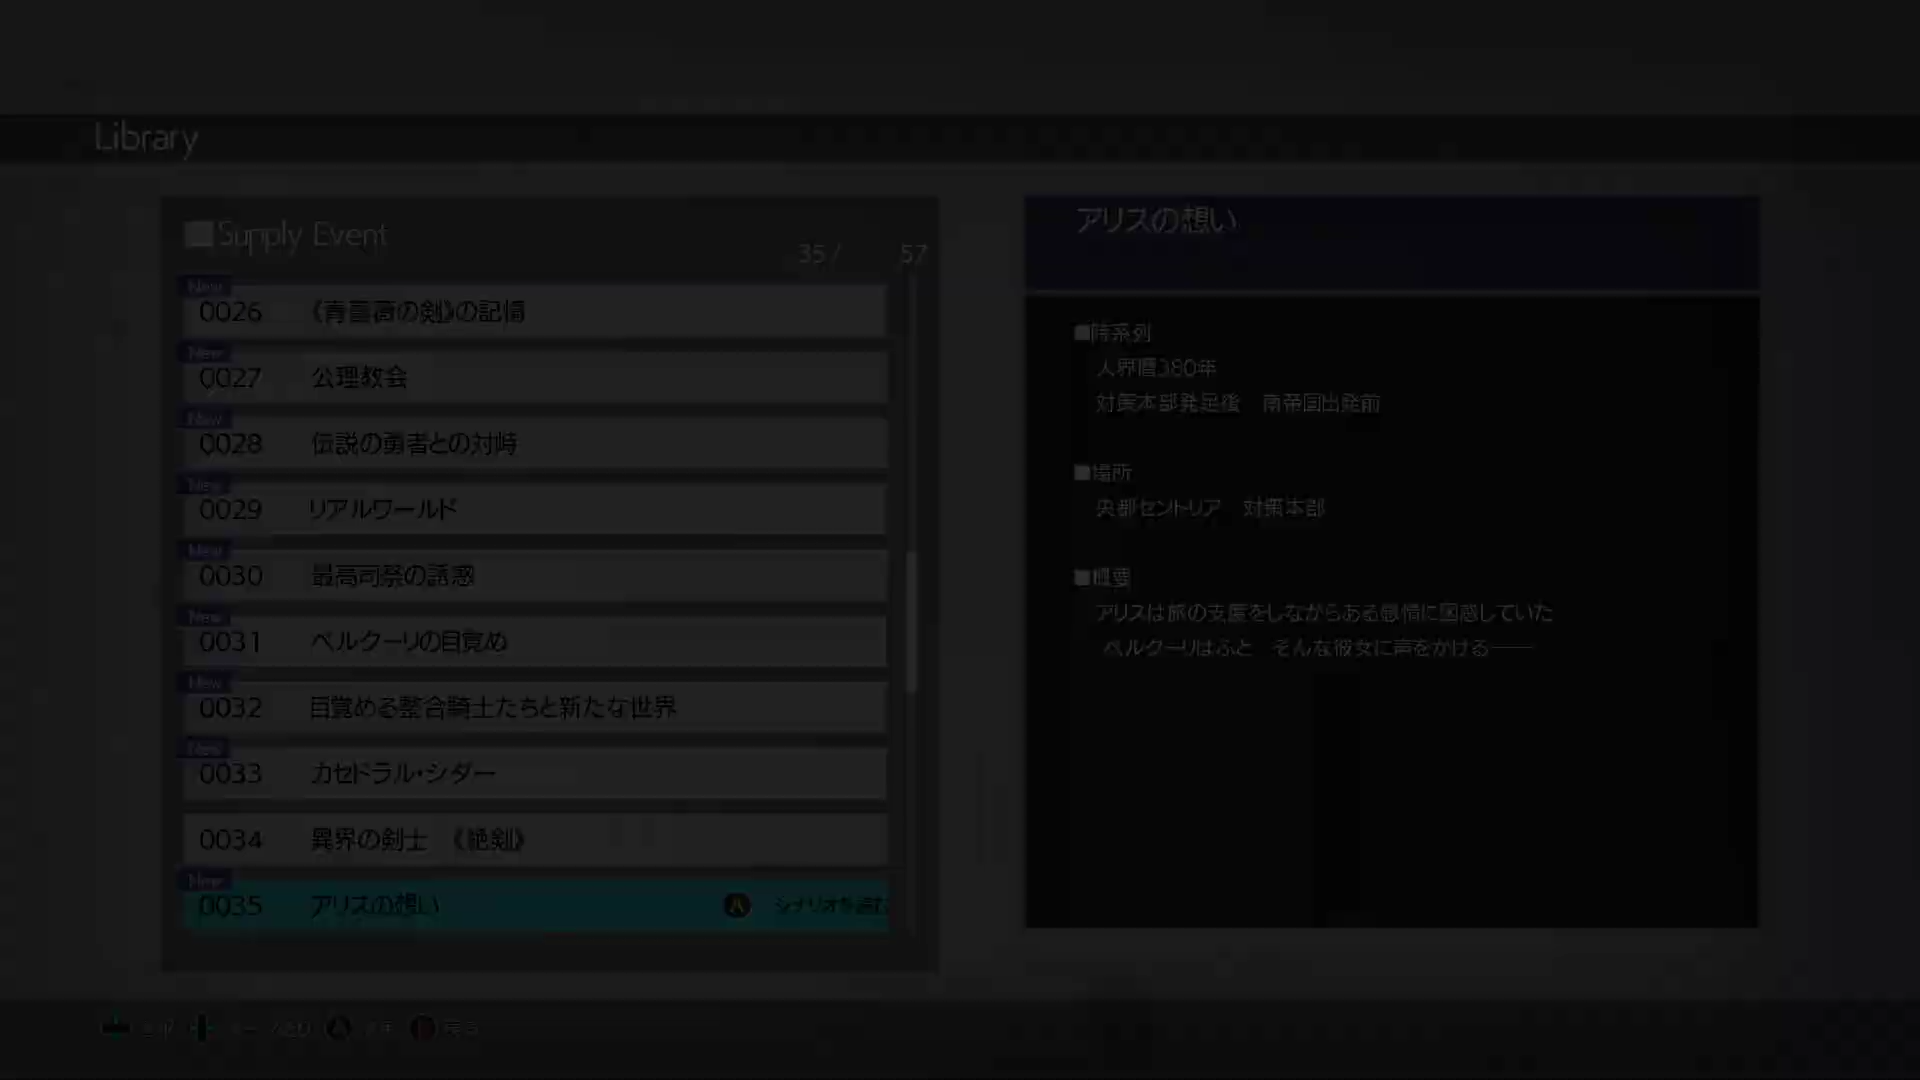 Library
Supply Event
35 / 57
New
0026 《青薔薇の剣》の記憶
New
0027 公理教会
New
0028 伝説の勇者との対峙
New
0029 リアルワールド
New
0030 最高司祭の誘惑
New
0031 ベルクーリの目覚め
New
0032 目覚める整合騎士たちと新たな世界
New
0033 カセドラル・シダー
0034 異界の剣士 《絶剣》
New
0035 アリスの想い A シナリオを読む
アリスの想い
■時系列
人界暦380年
対策本部発足後 南帝国出発前
■場所
央都セントリア 対策本部
■概要
アリスは旅の支度をしながらある感情に困惑していた
ベルクーリはふと そんな彼女に声をかける――